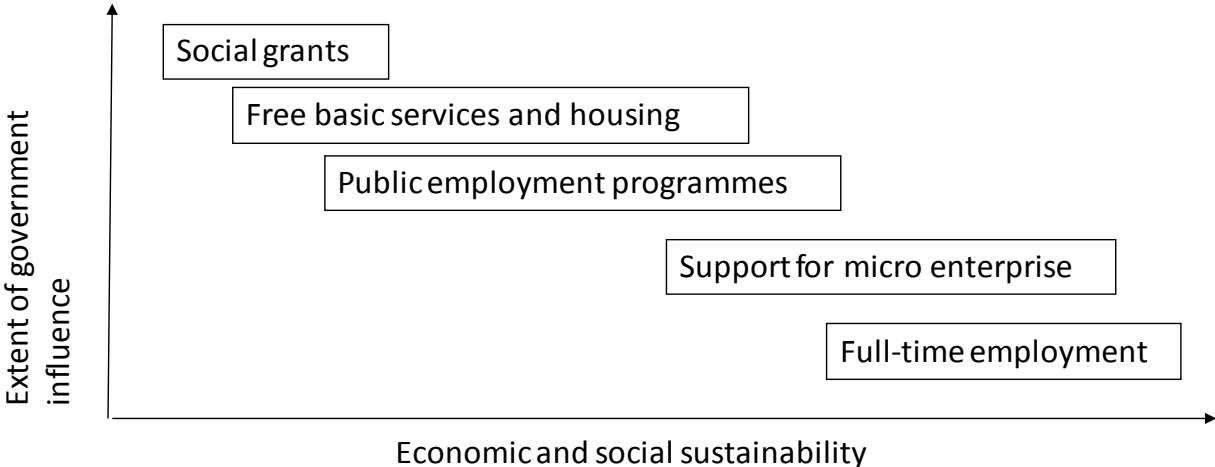 Social grants
Free basic services and housing
Public employment programmes
Support for micro enterprise
Full-time employment
Extent of government
influence
Economic and social sustainability